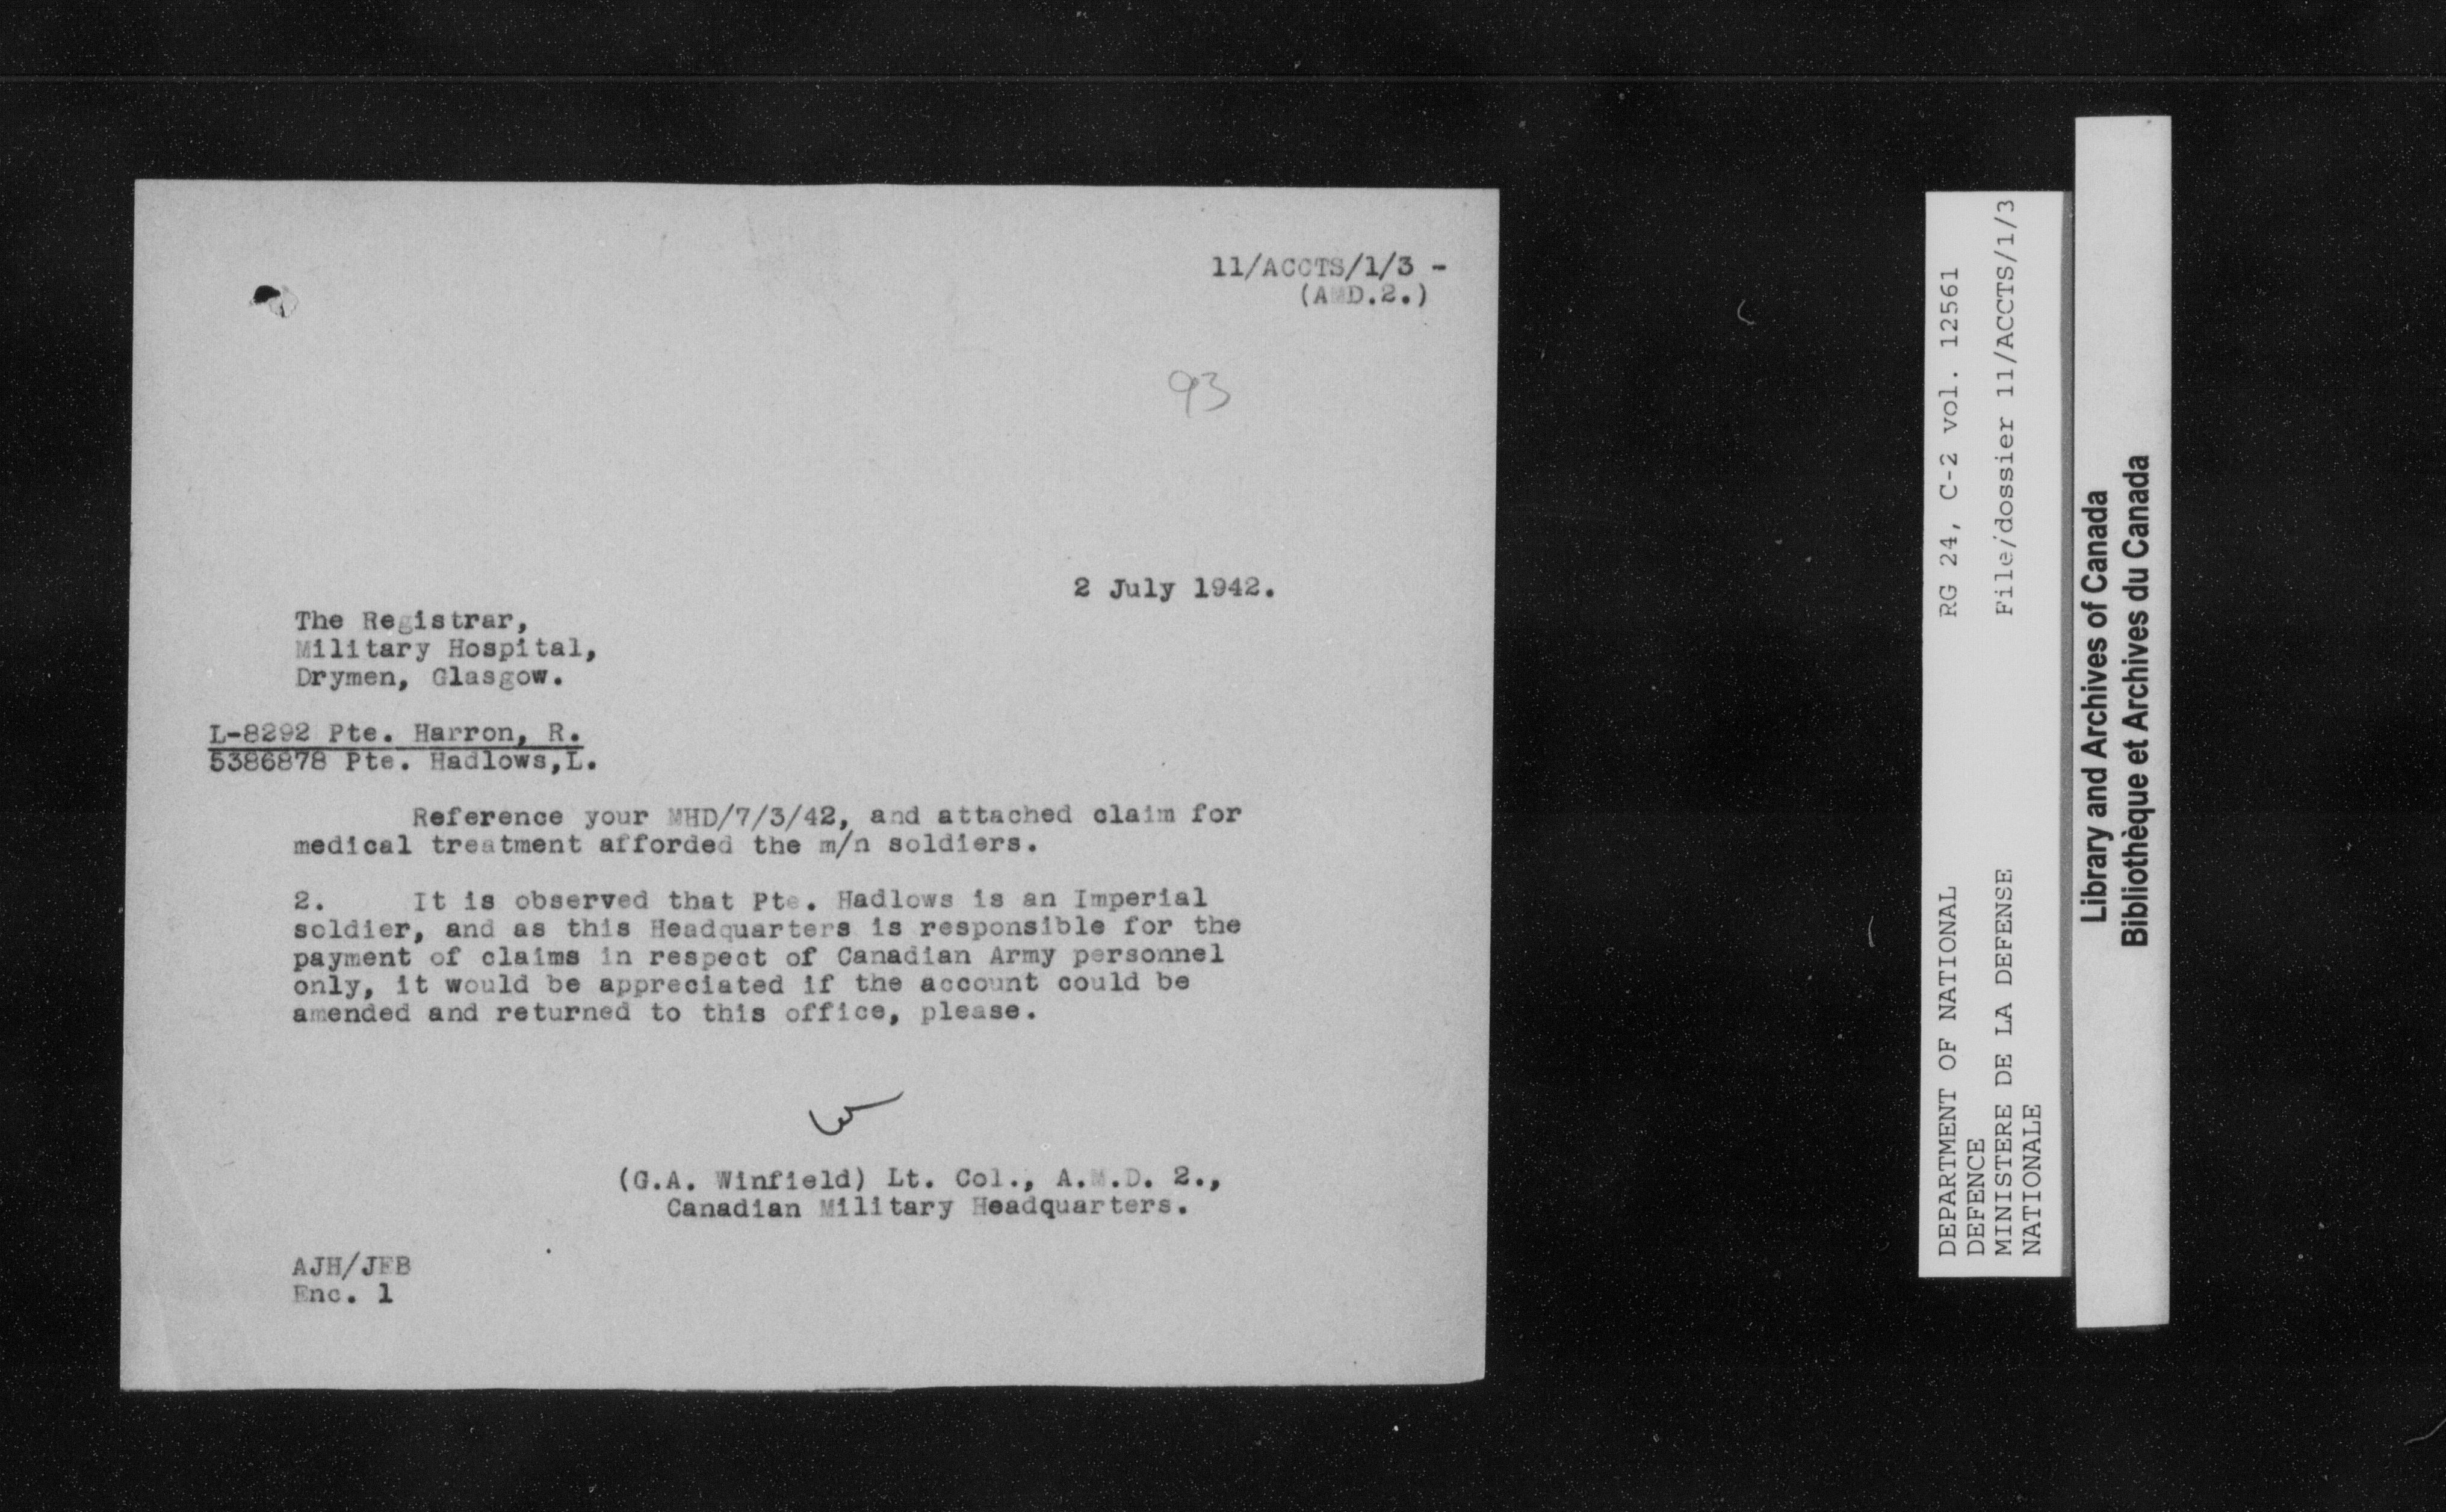 11/ACCTS/1/3 -
(AMD.2.)
93
2 July 1942.
The Registrar,
Military Hospital,
Drymen, Glasgow.
L-8292 Pte. Harron, R.
5386878 Pte. Hadlows,L.
Reference your MHD/7/3/42, and attached claim for
medical treatment afforded the m/n soldiers.
2. It is observed that Pte. Hadlows is an Imperial
soldier, and as this Headquarters is responsible for the
payment of claims in respect of Canadian Army personnel
only, it would be appreciated if the account could be
amended and returned to this office, please.
(G.A. Winfield) Lt. Col., A.M.D. 2.,
Canadian Military Headquarters.
AJH/JFB
Enc. 1
DEPARTMENT OF NATIONAL
DEFENCE
MINISTERE DE LA DEFENSE
NATIONALE
RG 24, C-2 vol. 12561
File/dossier 11/ACCTS/1/3
Library and Archives of Canada
Bibliothèque et Archives du Canada